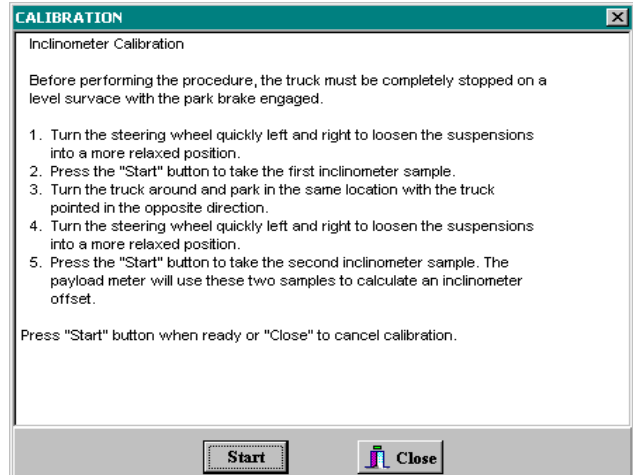 CALIBRATION
Inclinometer Calibration
Before performing the procedure, the truck must be completely stopped on a
level survace with the park brake engaged.
1. Turn the steering wheel quickly left and right to loosen the suspensions
into a more relaxed position.
2. Press the "Start" button to take the first inclinometer sample.
3. Turn the truck around and park in the same location with the truck
pointed in the opposite direction.
4. Turn the steering wheel quickly left and right to loosen the suspensions
into a more relaxed position.
5. Press the "Start" button to take the second inclinometer sample. The
payload meter will use these two samples to calculate an inclinometer
offset.
Press "Start" button when ready or "Close" to cancel calibration.
Start Close